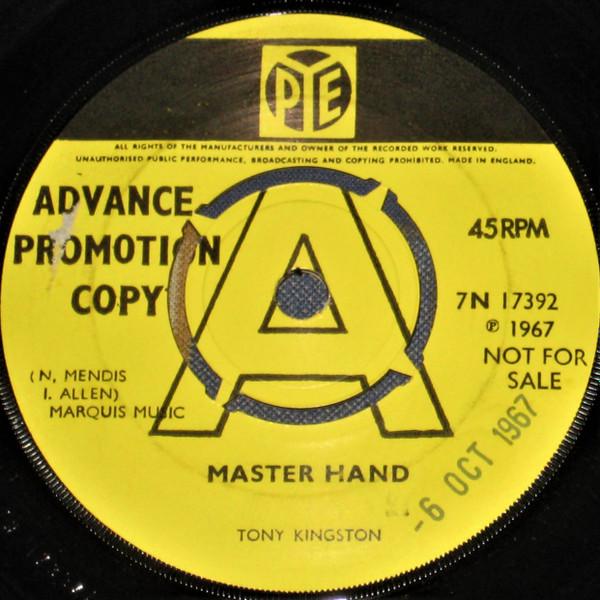 PYE
ALL RIGHTS OF THE MANUFACTURERS AND OWNER OF THE RECORDED WORK RESERVED.
UNAUTHORISED PUBLIC PERFORMANCE, BROADCASTING AND COPYING PROHIBITED. MADE IN ENGLAND.
ADVANCE
PROMOTION
COPY
A
45RPM
7N 17392
℗ 1967
NOT FOR
SALE
(N, MENDIS
I. ALLEN)
MARQUIS MUSIC
MASTER HAND
TONY KINGSTON
-6 OCT 1967